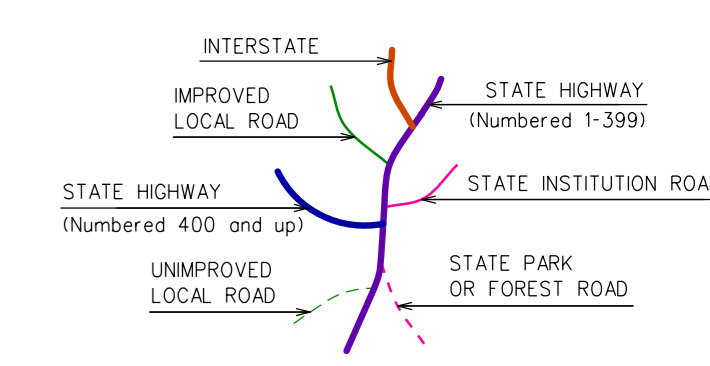 INTERSTATE
IMPROVED
LOCAL ROAD
STATE HIGHWAY
(Numbered 1-399)
STATE HIGHWAY
(Numbered 400 and up)
STATE INSTITUTION
UNIMPROVED
LOCAL ROAD
STATE PARK
OR FOREST ROAD